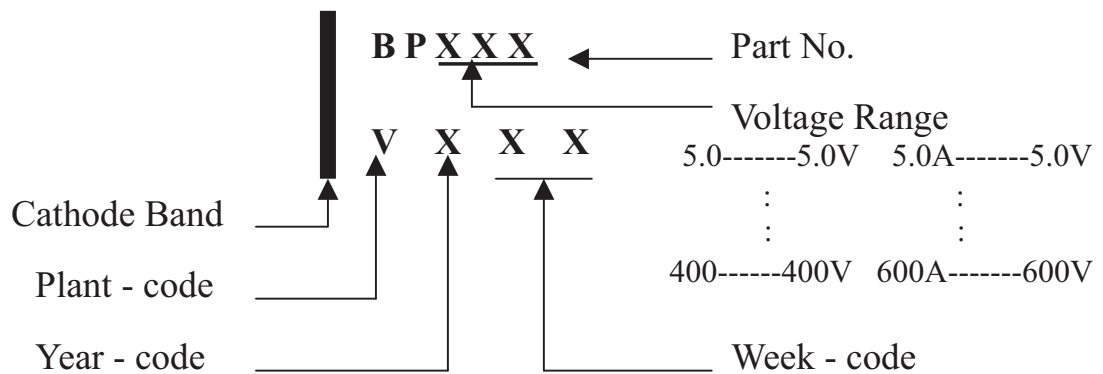 B P X X X Part No.
Voltage Range
V X X X
5.0-------5.0V 5.0A-------5.0V
: :
: :
400------400V 600A-------600V
Cathode Band
Plant - code
Year - code
Week - code